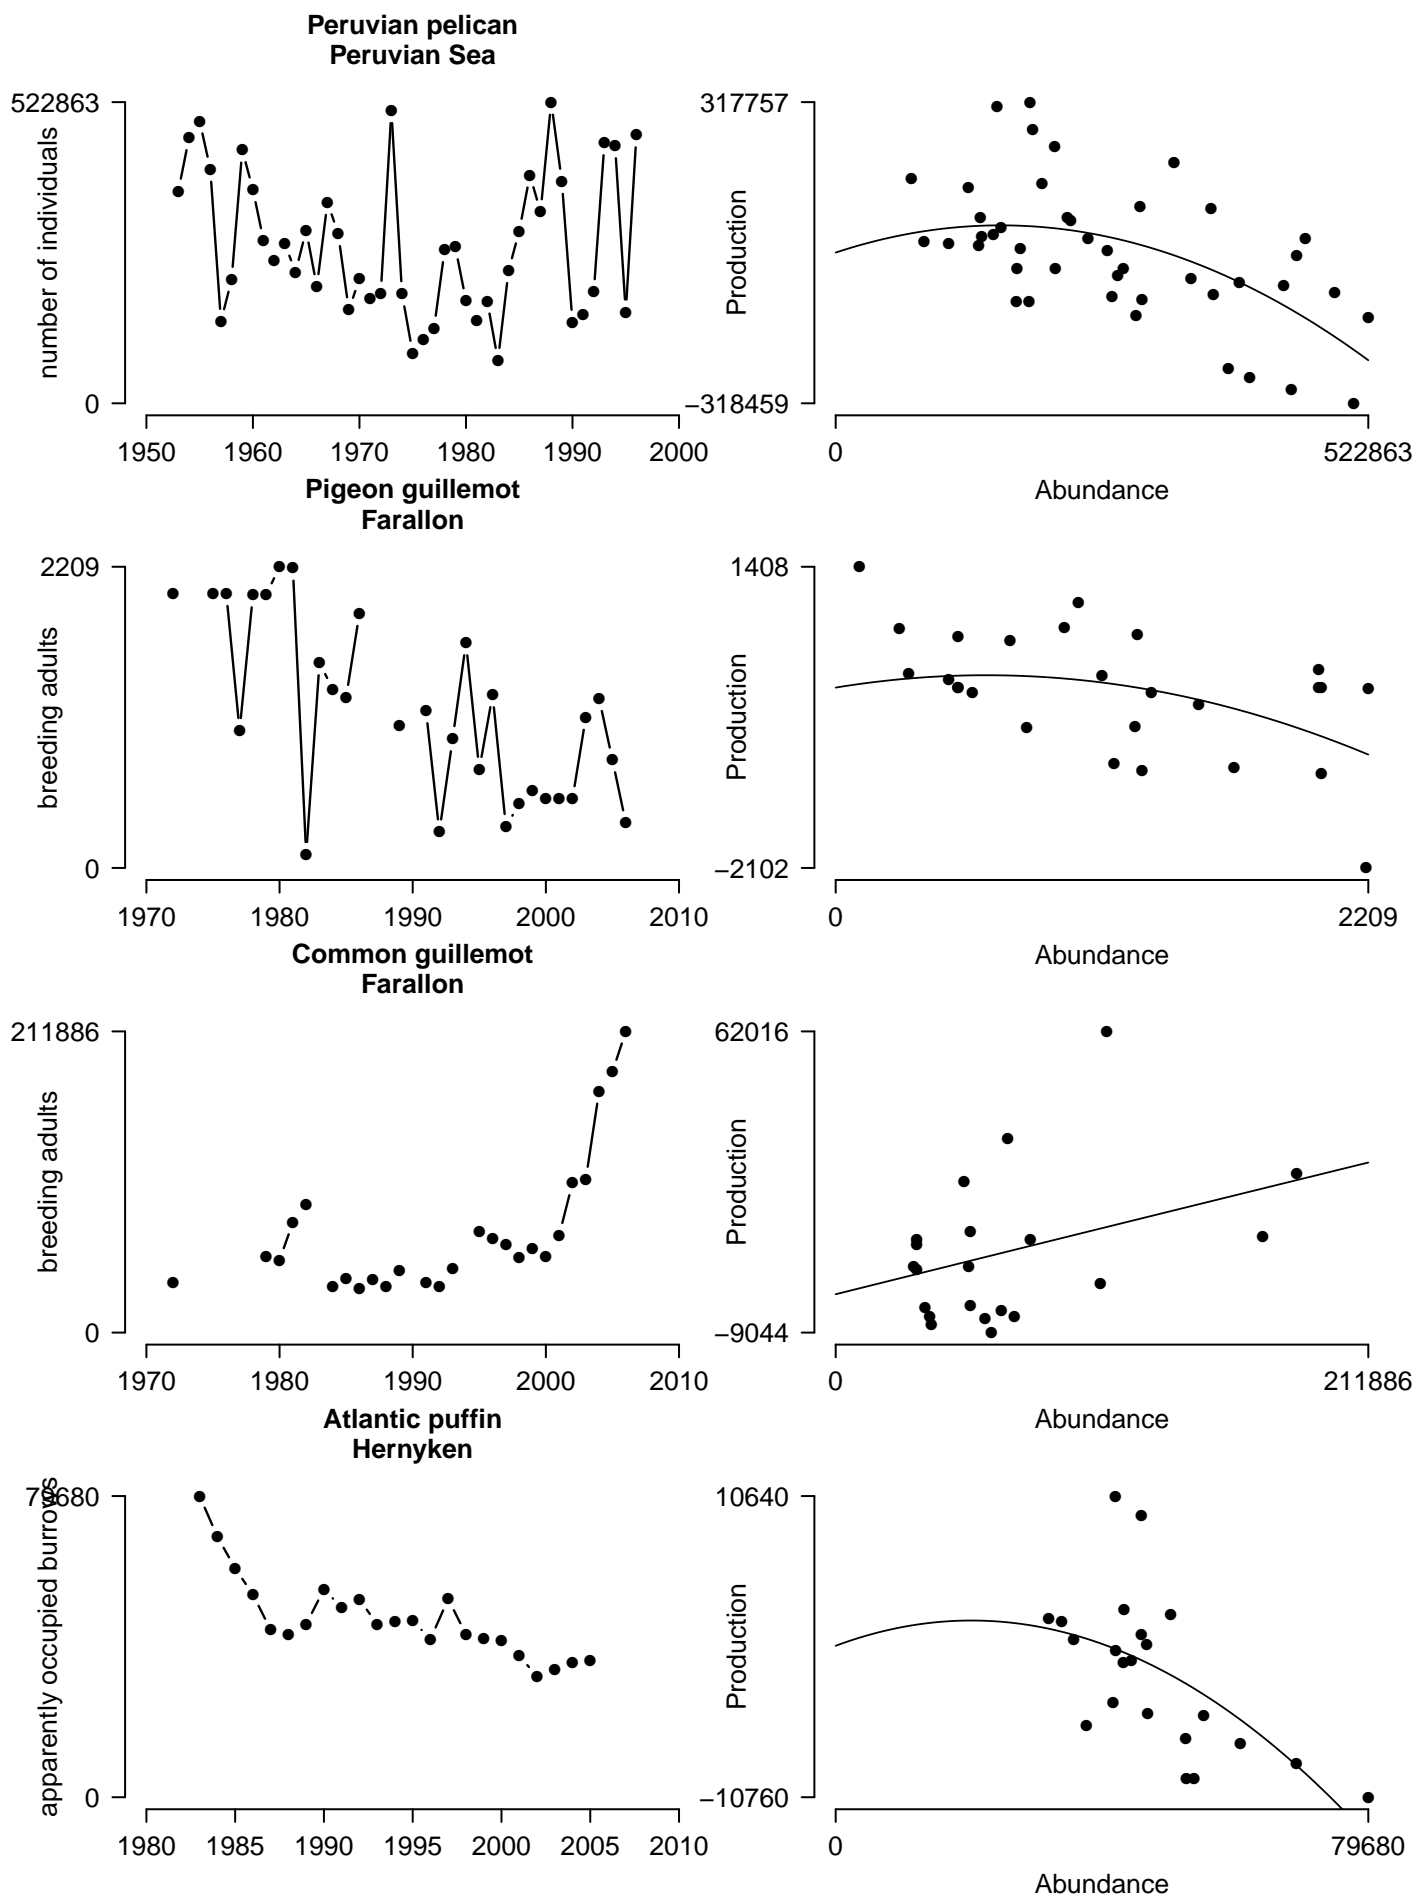 Peruvian pelican
Peruvian Sea
522863
0
number of individuals
1950 1960 1970 1980 1990 2000
317757
−318459
Production
0 522863
Abundance
Pigeon guillemot
Farallon
2209
0
breeding adults
1970 1980 1990 2000 2010
1408
−2102
Production
0 2209
Abundance
Common guillemot
Farallon
211886
0
breeding adults
1970 1980 1990 2000 2010
62016
−9044
Production
0 211886
Abundance
Atlantic puffin
Hernyken
79680
0
apparently occupied burrows
1980 1985 1990 1995 2000 2005 2010
10640
−10760
Production
0 79680
Abundance